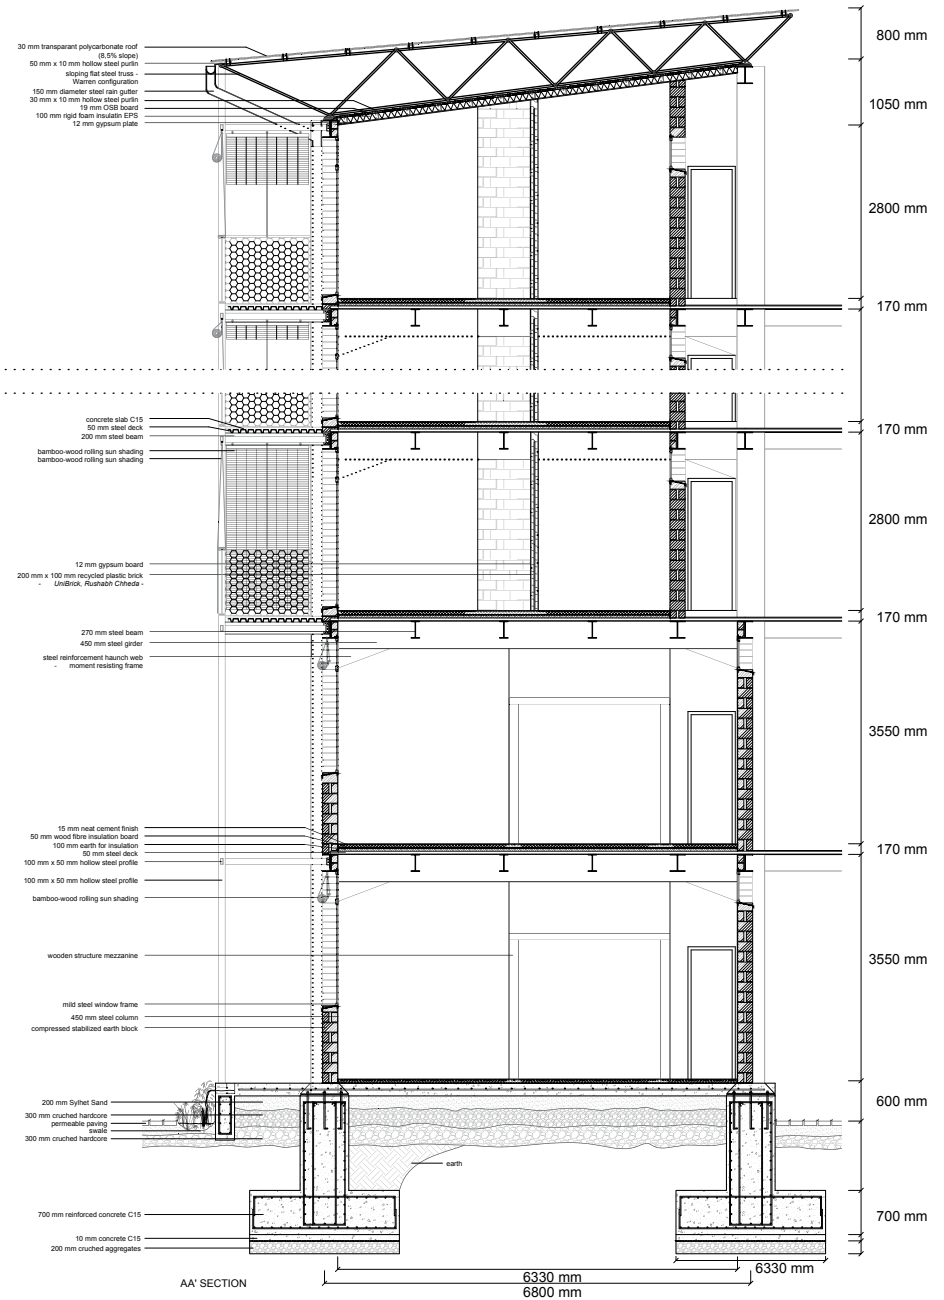 30 mm transparant polycarbonate roof
(8,5% slope)
50 mm x 10 mm hollow steel purlin
sloping flat steel truss -
Warren configuration
150 mm diameter steel rain gutter
30 mm x 10 mm hollow steel purlin
19 mm OSB board
100 mm rigid foam insulatin EPS
12 mm gypsum plate
800 mm
1050 mm
2800 mm
170 mm
concrete slab C15
50 mm steel deck
200 mm steel beam
bamboo-wood rolling sun shading
bamboo-wood rolling sun shading
170 mm
2800 mm
12 mm gypsum board
200 mm x 100 mm recycled plastic brick
- UniBrick, Rushabh Chheda -
170 mm
270 mm steel beam
450 mm steel girder
steel reinforcement haunch web
- moment resisting frame
3550 mm
15 mm neat cement finish
50 mm wood fibre insulation board
100 mm earth for insulation
50 mm steel deck
100 mm x 50 mm hollow steel profile
100 mm x 50 mm hollow steel profile
bamboo-wood rolling sun shading
170 mm
wooden structure mezzanine
3550 mm
mild steel window frame
450 mm steel column
compressed stabilized earth block
200 mm Sylhet Sand
300 mm cruched hardcore
permeable paving
swale
300 mm cruched hardcore
600 mm
earth
700 mm reinforced concrete C15
10 mm concrete C15
200 mm cruched aggregates
700 mm
6330 mm
6330 mm
6800 mm
AA' SECTION